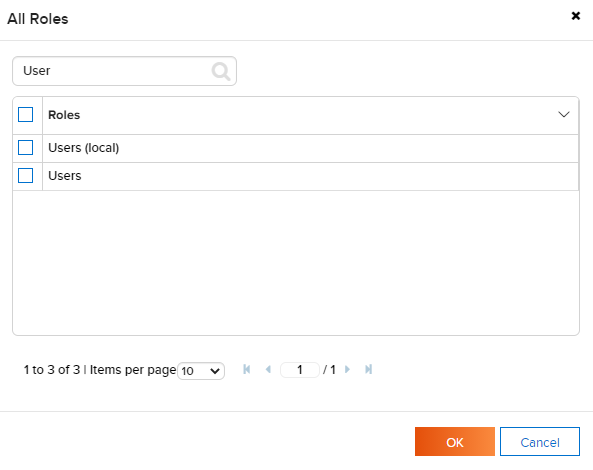 All Roles
User
Roles
Users (local)
Users
1 to 3 of 3 | Items per page 10 1 / 1
OK Cancel